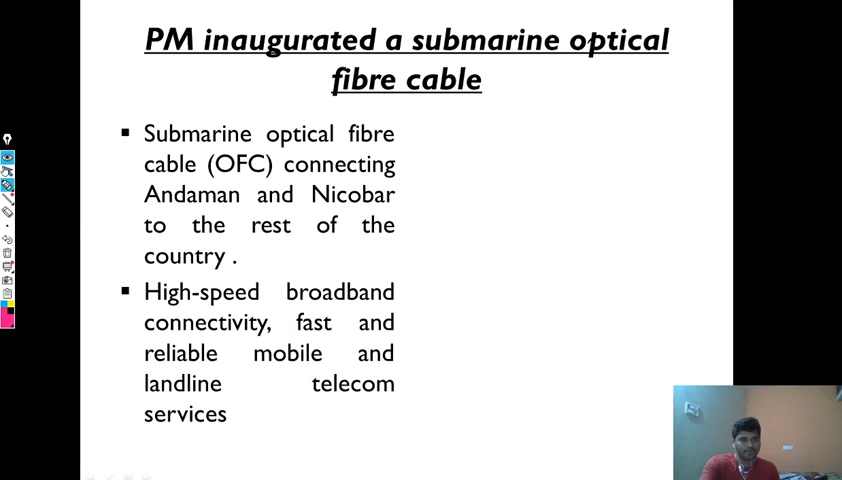 PM inaugurated a submarine optical
fibre cable
▪ Submarine optical fibre
cable (OFC) connecting
Andaman and Nicobar
to the rest of the
country .
▪ High-speed broadband
connectivity, fast and
reliable mobile and
landline telecom
services